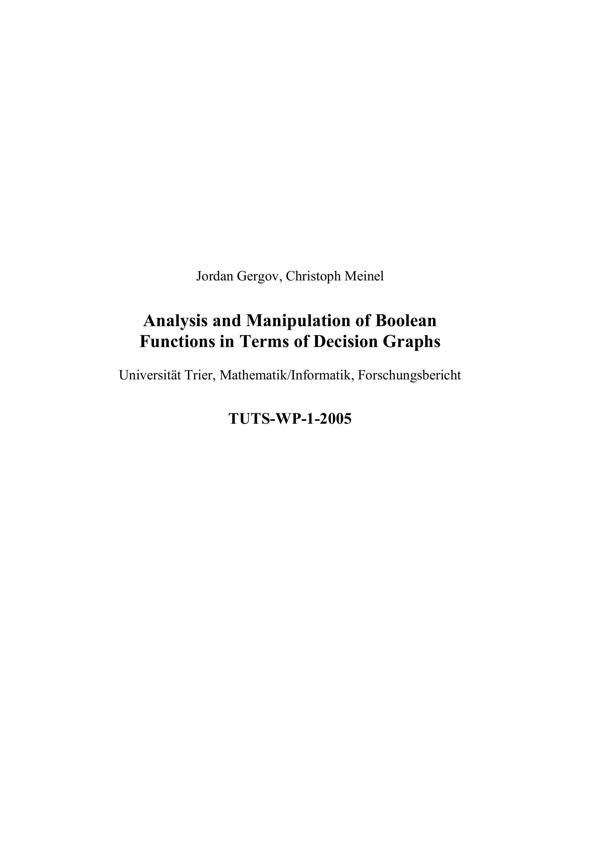 Jordan Gergov, Christoph Meinel
Analysis and Manipulation of Boolean
Functions in Terms of Decision Graphs
Universität Trier, Mathematik/Informatik, Forschungsbericht
TUTS-WP-1-2005